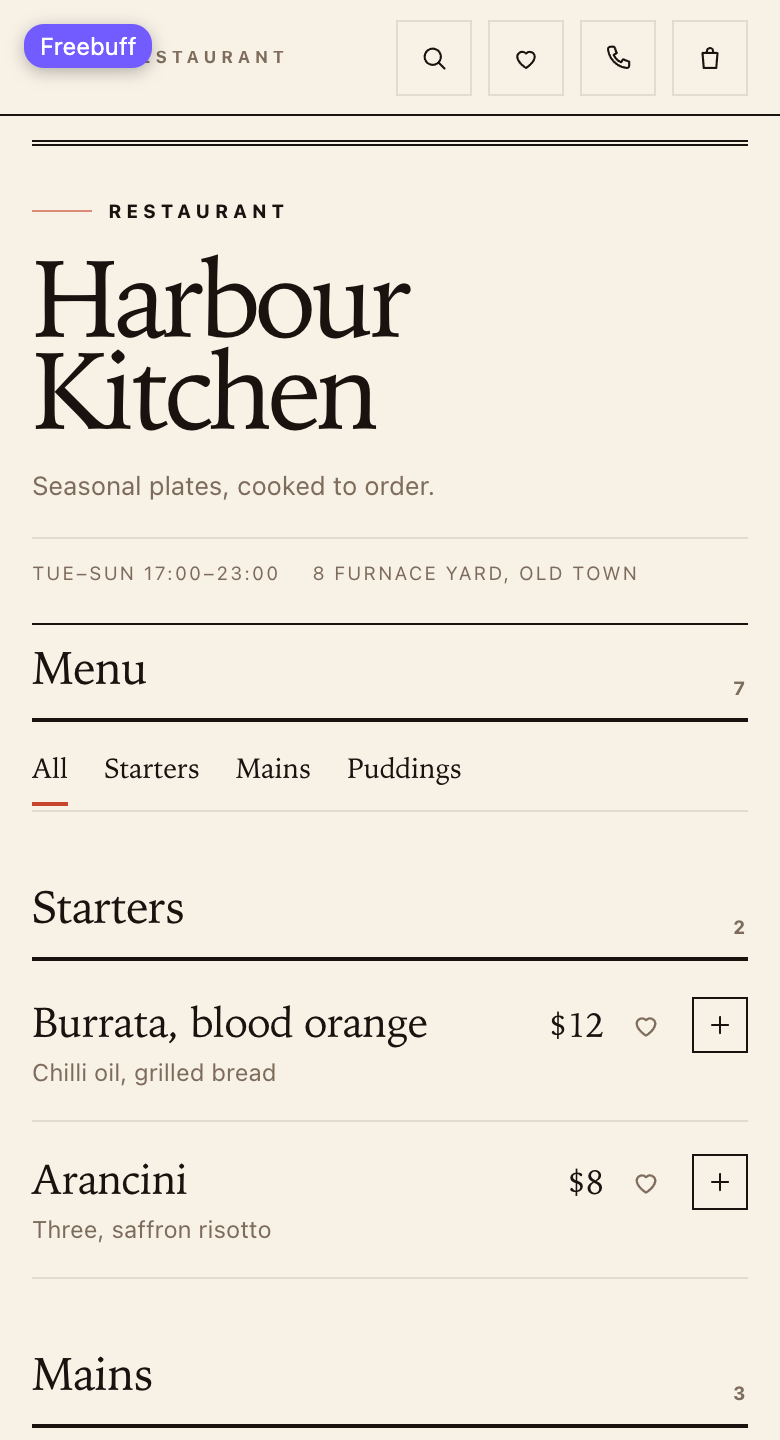 Freebuff
STAURANT
RESTAURANT
Harbour
Kitchen
Seasonal plates, cooked to order.
TUE–SUN 17:00–23:00 8 FURNACE YARD, OLD TOWN
Menu
7
All Starters Mains Puddings
Starters
2
Burrata, blood orange $12
Chilli oil, grilled bread
Arancini $8
Three, saffron risotto
Mains
3